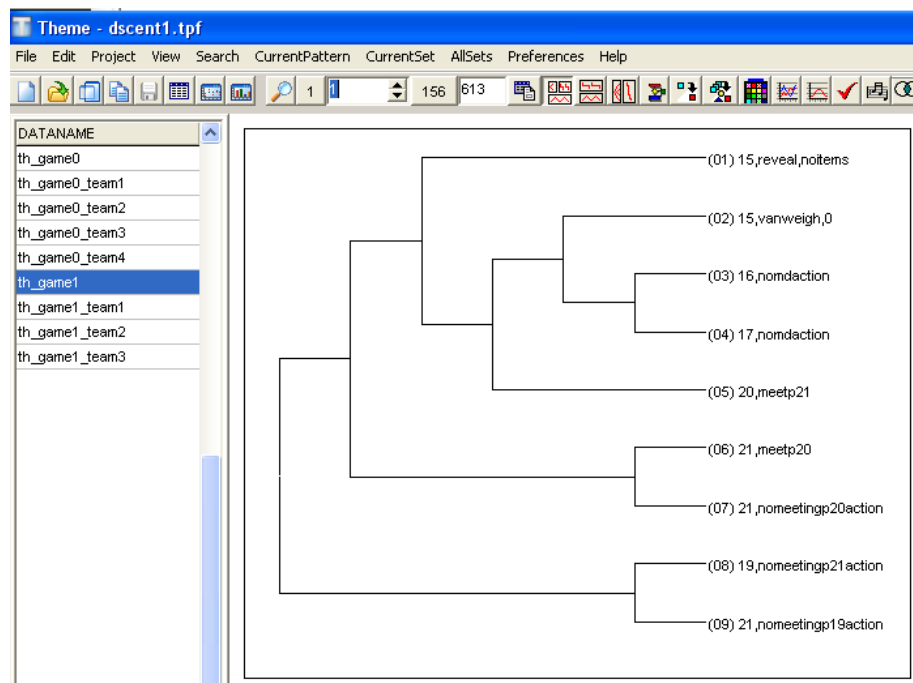 Theme - dscent1.tpf
File Edit Project View Search CurrentPattern CurrentSet AllSets Preferences Help
1 1 156 613
DATANAME
th_game0
th_game0_team1
th_game0_team2
th_game0_team3
th_game0_team4
th_game1
th_game1_team1
th_game1_team2
th_game1_team3
(01) 15,reveal,noitems
(02) 15,vanweigh,0
(03) 16,nomdaction
(04) 17,nomdaction
(05) 20,meetp21
(06) 21,meetp20
(07) 21,nomeetingp20action
(08) 19,nomeetingp21action
(09) 21,nomeetingp19action